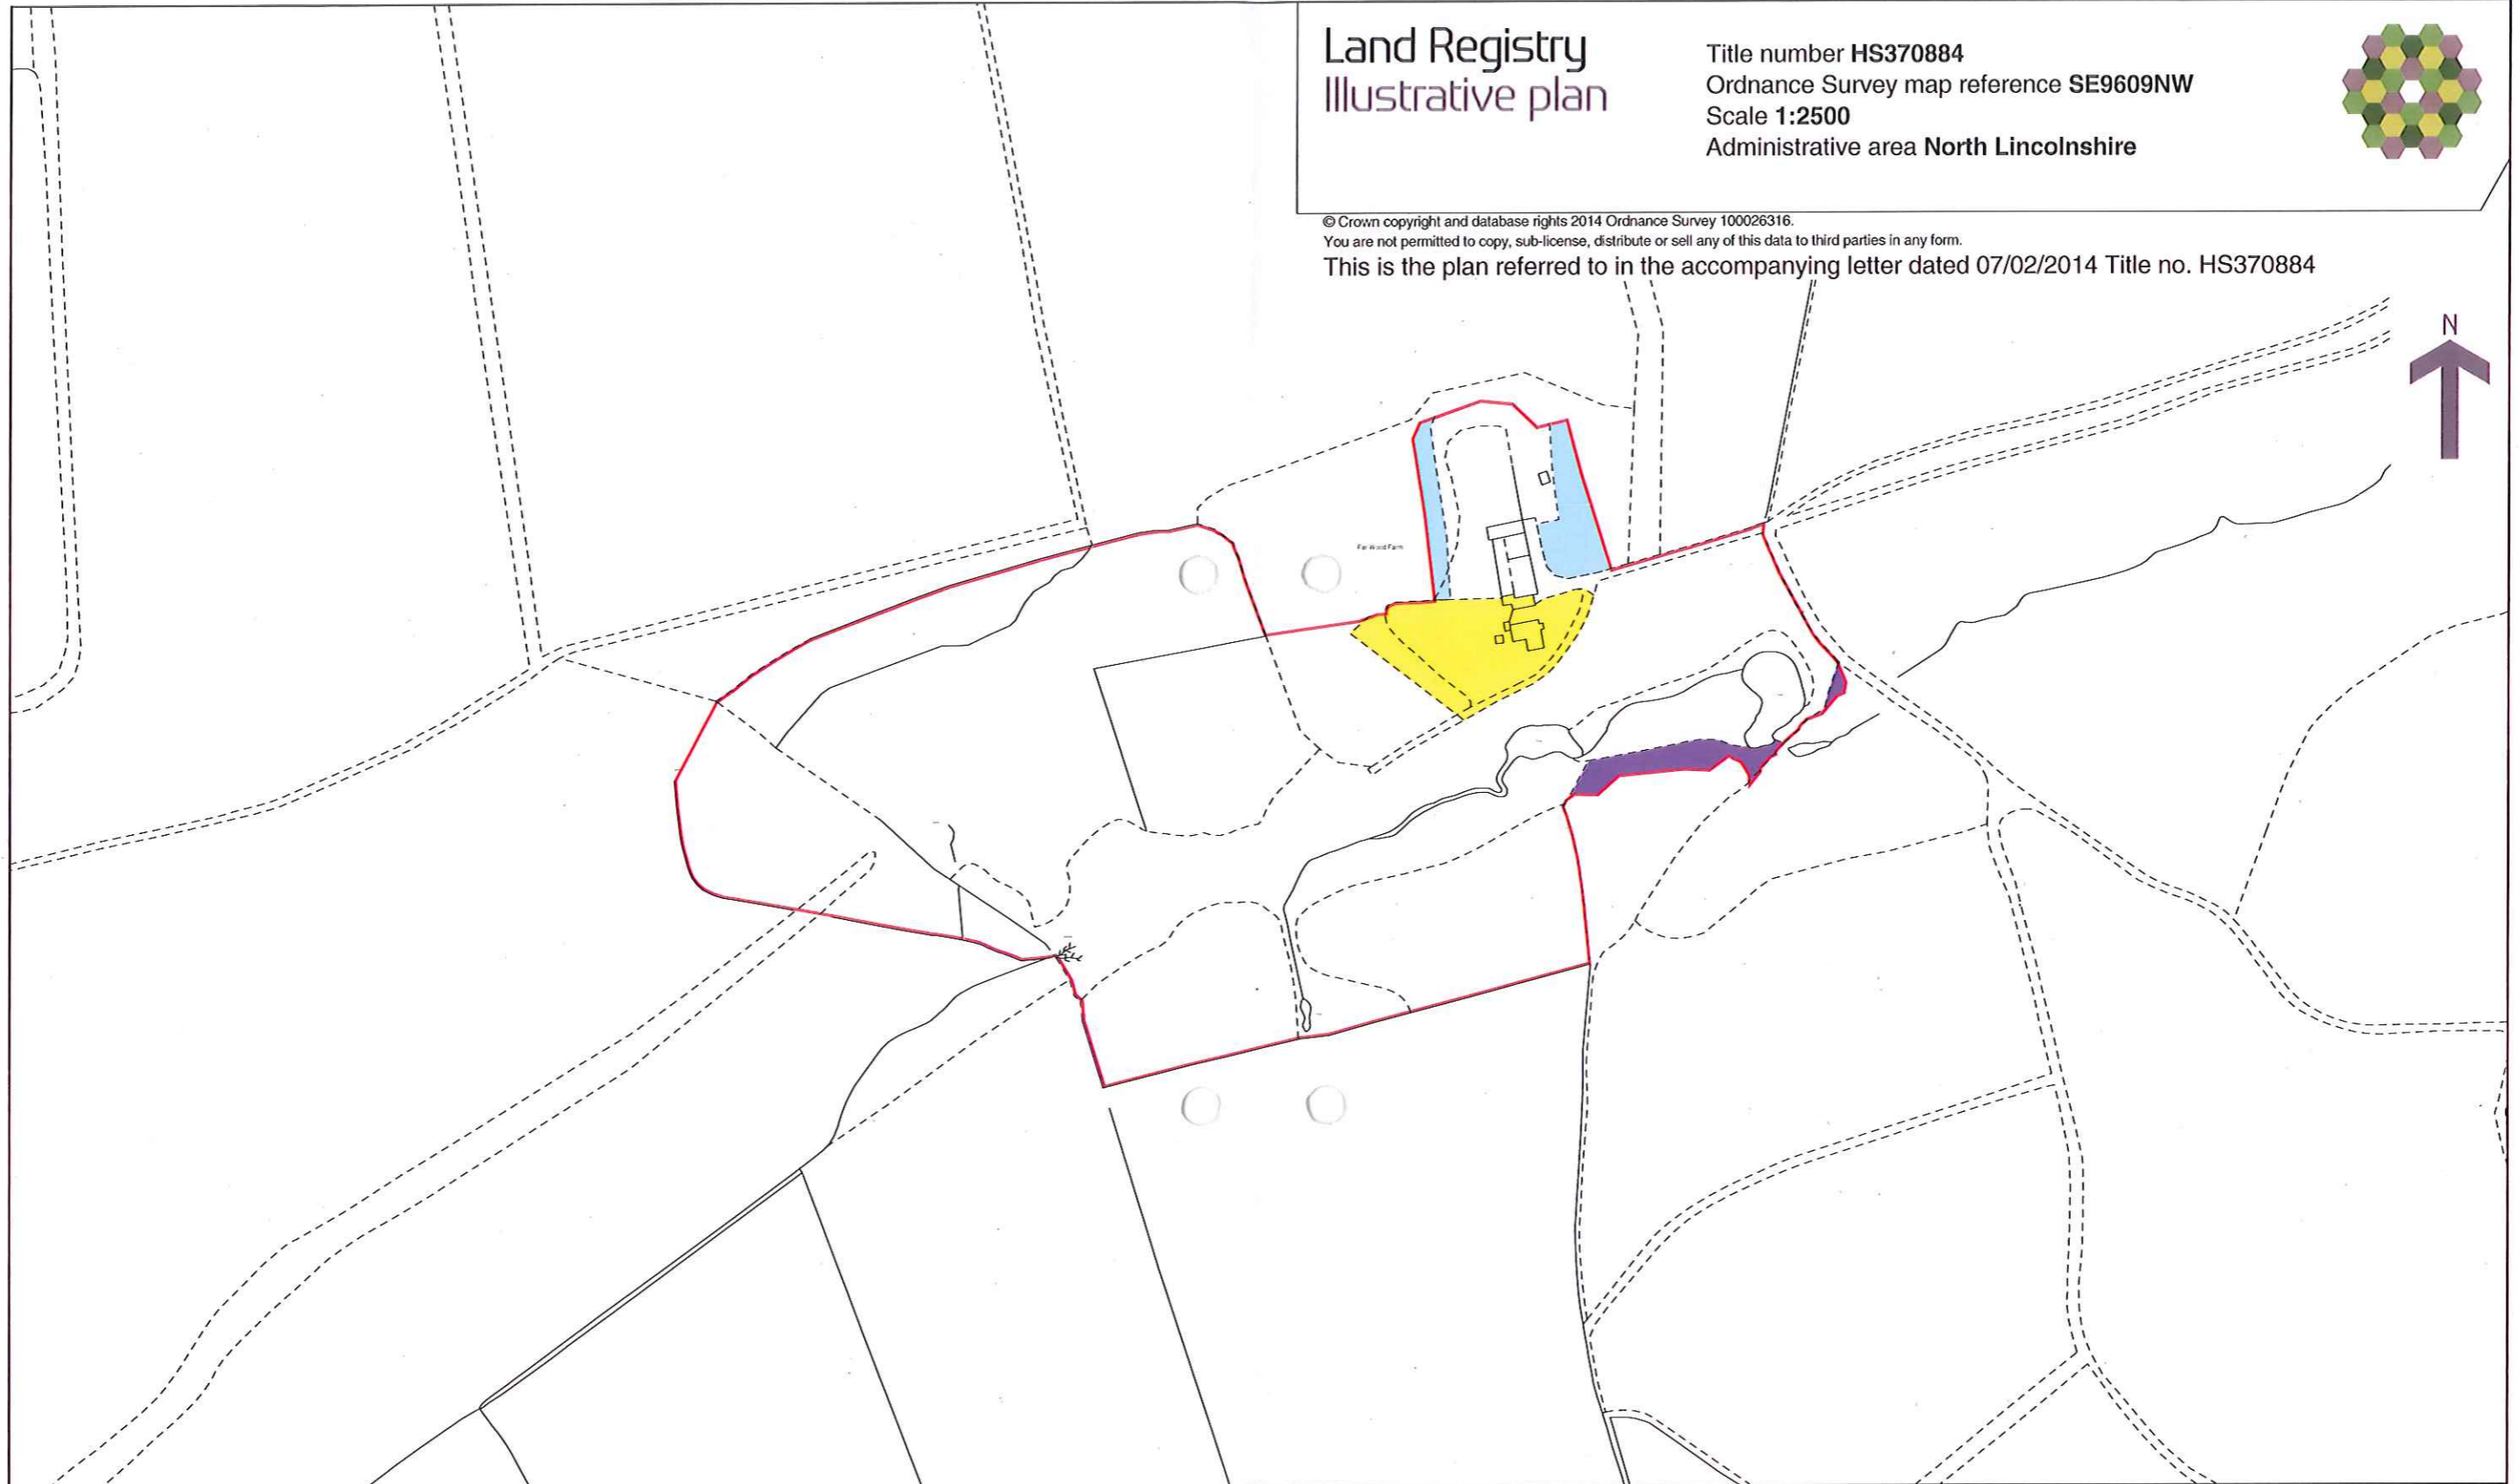 Land Registry
Illustrative plan
Title number HS370884
Ordnance Survey map reference SE9609NW
Scale 1:2500
Administrative area North Lincolnshire
© Crown copyright and database rights 2014 Ordnance Survey 100026316.
You are not permitted to copy, sub-license, distribute or sell any of this data to third parties in any form.
This is the plan referred to in the accompanying letter dated 07/02/2014 Title no. HS370884
N
Far Wood Farm